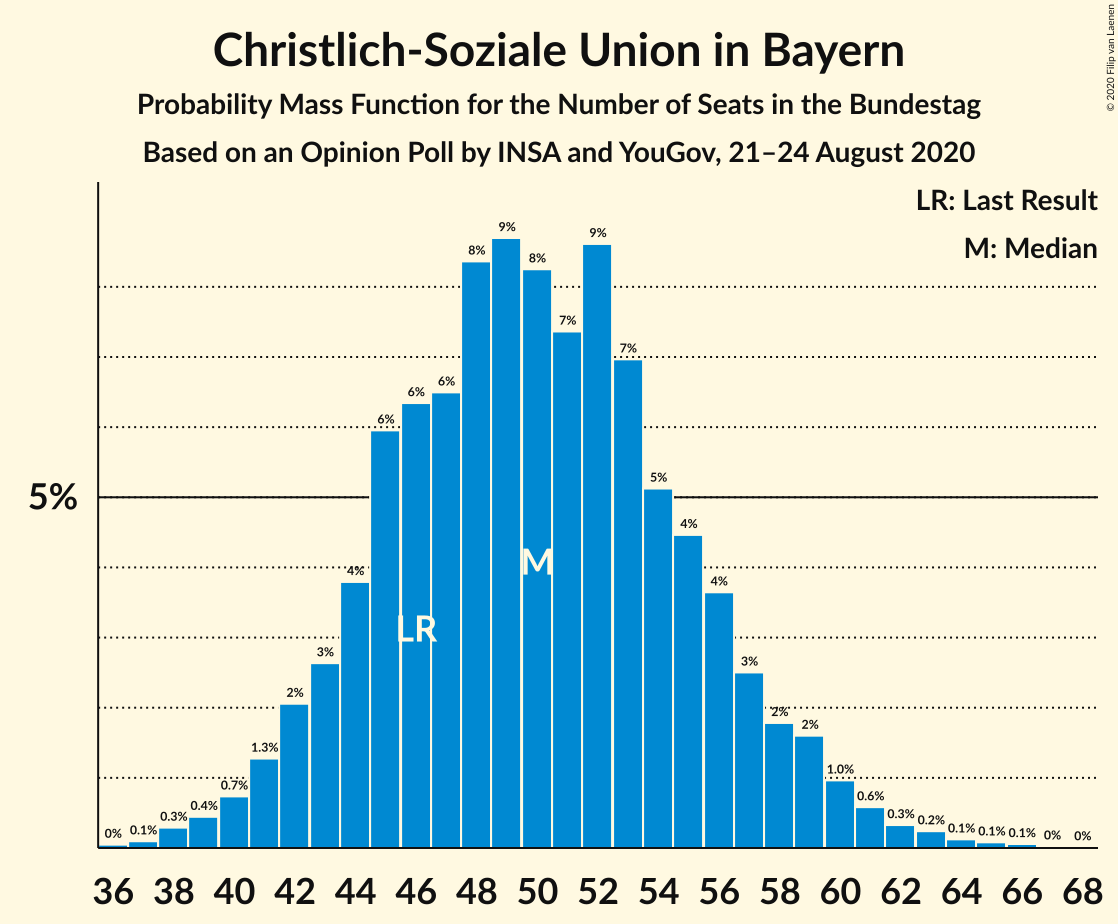 Christlich-Soziale Union in Bayern
Probability Mass Function for the Number of Seats in the Bundestag
Based on an Opinion Poll by INSA and YouGov, 21–24 August 2020
© 2020 Filip van Laenen
LR: Last Result
M: Median
5%
0% 0.1% 0.3% 0.4% 0.7% 1.3% 2% 3% 4% 6% 6% 6% 8% 9% 8% 7% 9% 7% 5% 4% 4% 3% 2% 2% 1.0% 0.6% 0.3% 0.2% 0.1% 0.1% 0.1% 0% 0%
M
LR
36 38 40 42 44 46 48 50 52 54 56 58 60 62 64 66 68